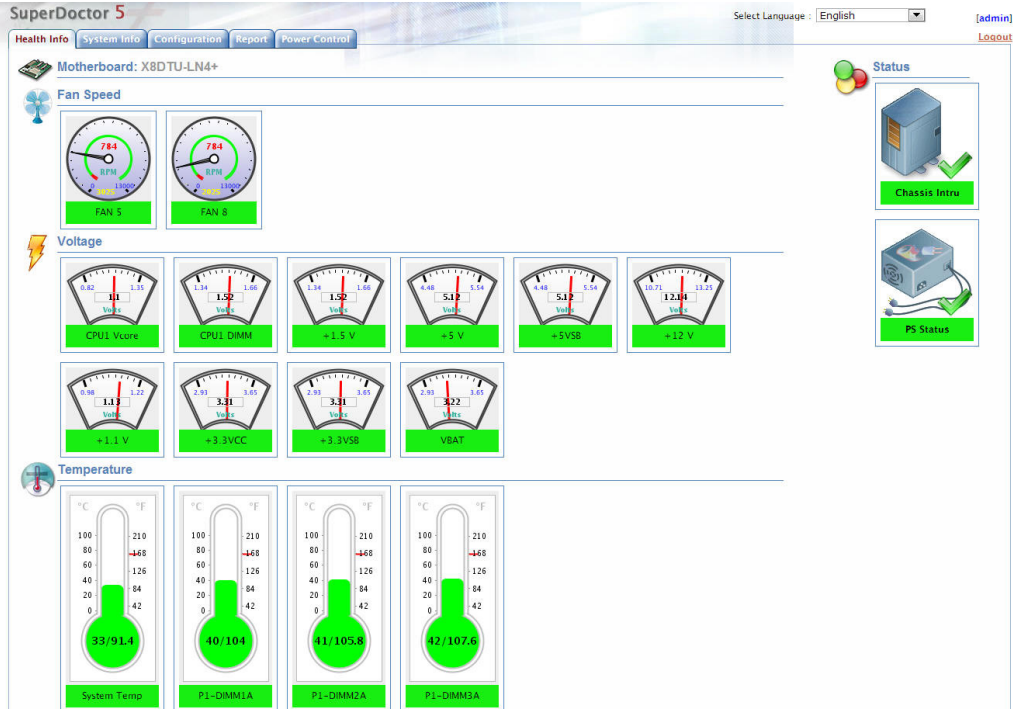 SuperDoctor 5
Select Language : English
[admin]
Logout
Health Info System Info Configuration Report Power Control
Motherboard: X8DTU-LN4+
Status
Fan Speed
784 784
RPM RPM
0 13000 0 13000
FAN 5 FAN 8
Chassis Intru
Voltage
0.82 1.35 1.34 1.66 1.34 1.66 4.48 5.54 4.48 5.54 10.71 13.25
1.1 1.52 1.52 5.12 5.12 12.14
Volts Volts Volts Volts Volts Volts
CPU1 Vcore CPU1 DIMM +1.5 V +5 V +5VSB +12 V
PS Status
0.98 1.22 2.93 3.65 2.93 3.65 2.93 3.65
1.13 3.31 3.31 3.22
Volts Volts Volts Volts
+1.1 V +3.3VCC +3.3VSB VBAT
Temperature
°C °F °C °F °C °F °C °F
100 210 100 210 100 210 100 210
80 168 80 168 80 168 80 168
60 126 60 126 60 126 60 126
40 84 40 84 40 84 40 84
20 42 20 42 20 42 20 42
0 0 0 0
33/91.4 40/104 41/105.8 42/107.6
System Temp P1-DIMM1A P1-DIMM2A P1-DIMM3A